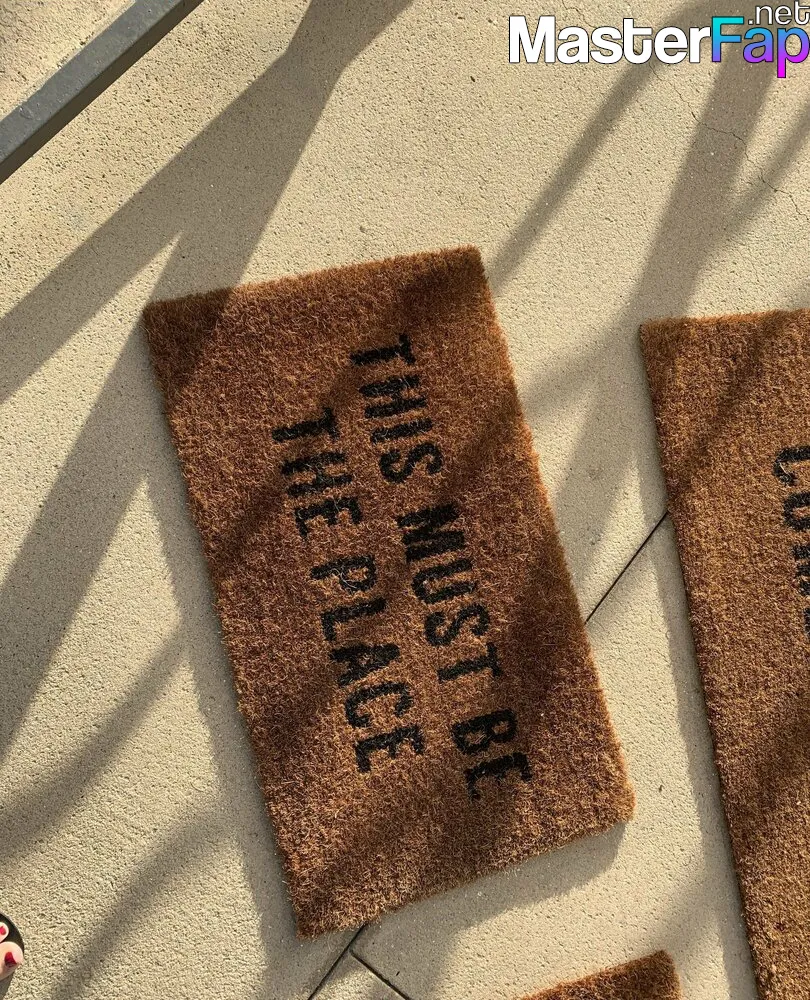 MasterFap
.net
THIS MUST BE
THE PLACE